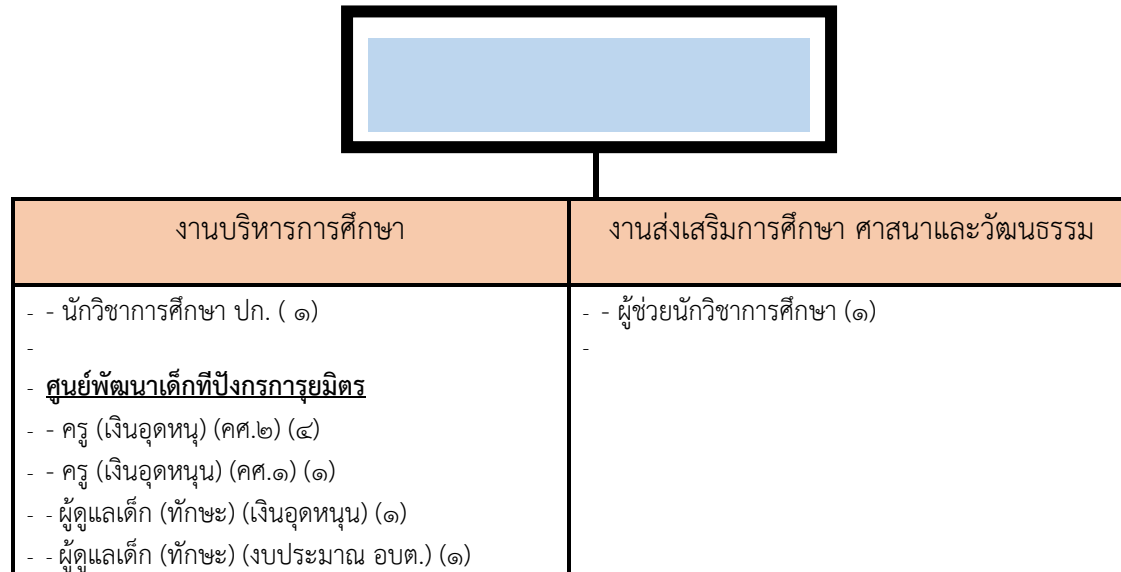 งานบริหารการศึกษา
งานส่งเสริมการศึกษา ศาสนาและวัฒนธรรม
- - นักวิชาการศึกษา ปก. ( ๑)
-
- ศูนย์พัฒนาเด็กทีปังกรการุยมิตร
- - ครู (เงินอุดหนุ) (คศ.๒) (๔)
- - ครู (เงินอุดหนุน) (คศ.๑) (๑)
- - ผู้ดูแลเด็ก (ทักษะ) (เงินอุดหนุน) (๑)
- - ผู้ดูแลเด็ก (ทักษะ) (งบประมาณ อบต.) (๑)
- - ผู้ช่วยนักวิชาการศึกษา (๑)
-